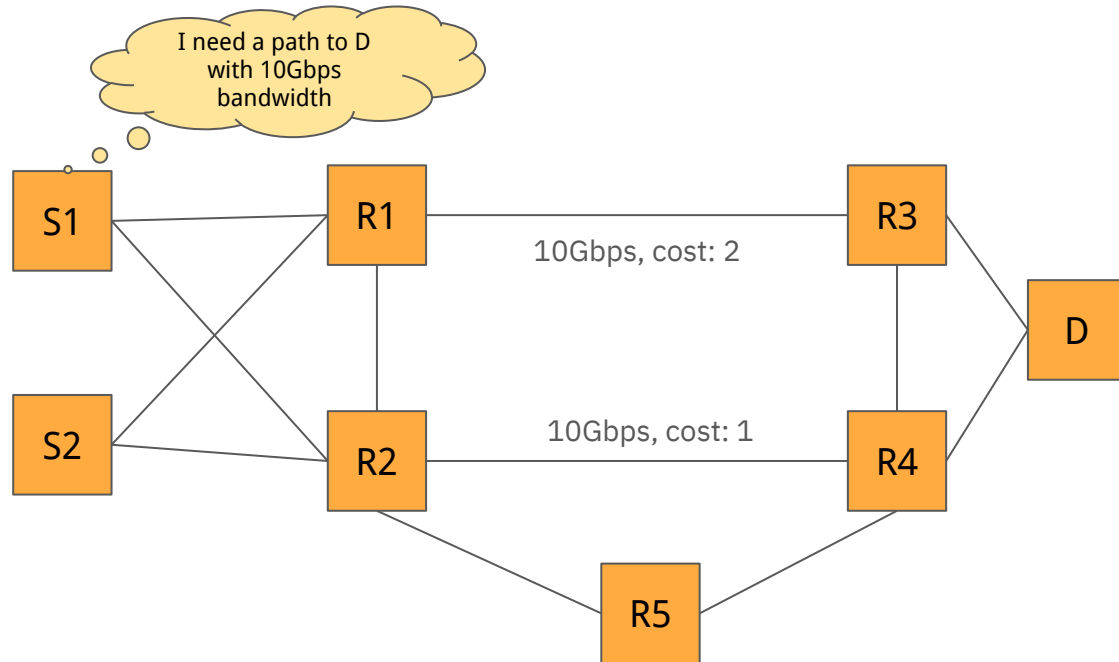 I need a path to D
with 10Gbps
bandwidth
S1
R1
R3
10Gbps, cost: 2
D
S2
R2
10Gbps, cost: 1
R4
R5